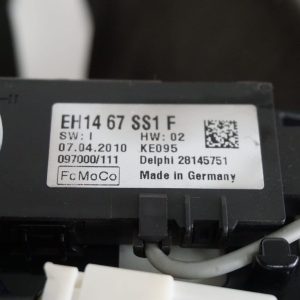 EH14 67 SS1 F
SW: I HW: 02
07.04.2010 KE095
097000/111 Delphi 28145751
FoMoCo Made in Germany